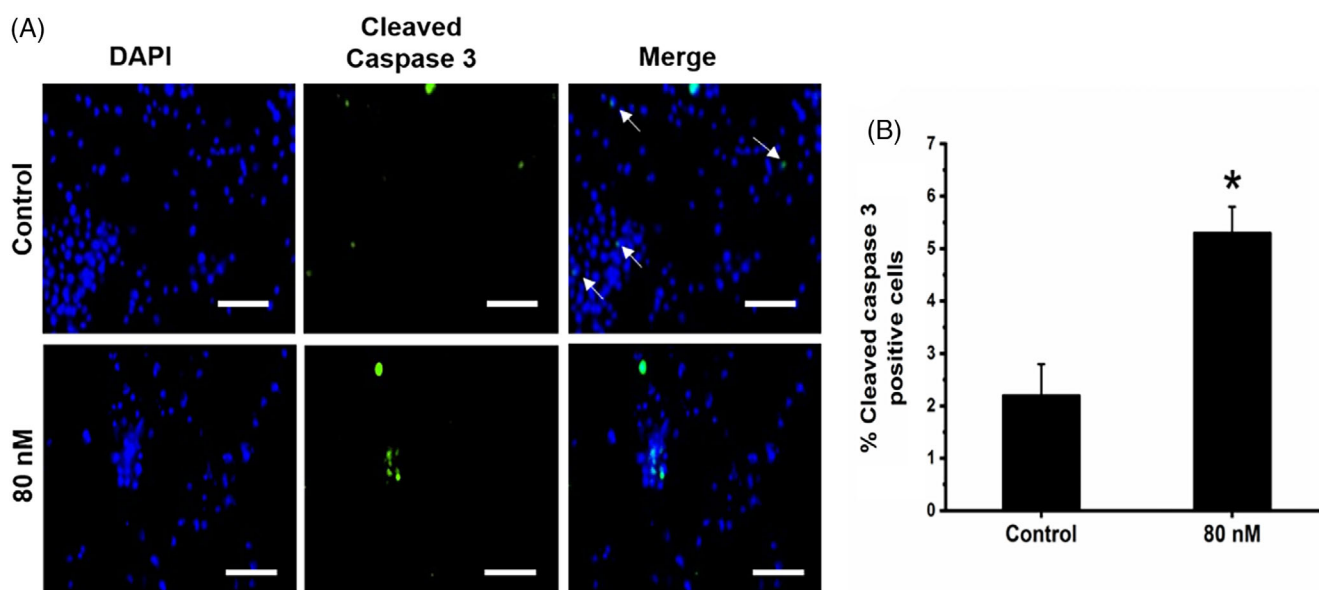 (A)
DAPI
Cleaved
Caspase 3
Merge
Control
80 nM
(B)
% Cleaved caspase 3
positive cells
7
6
5
4
3
2
1
0
*
Control
80 nM